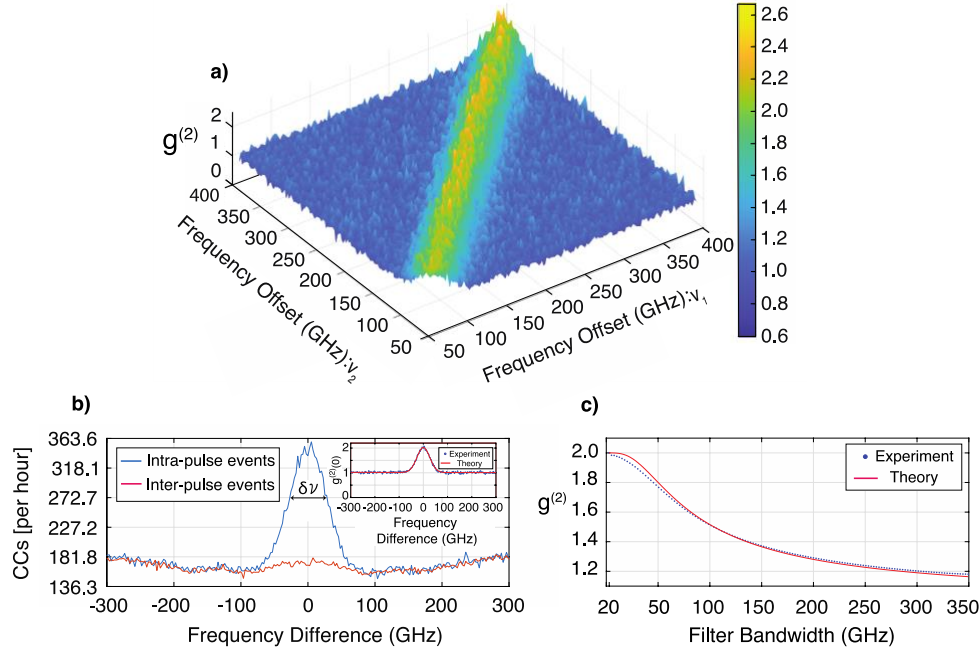 a)
g(2)
2
1
0
400
350
300
250
200
150
100
50
Frequency Offset (GHz):ν2
50
100
150
200
250
300
350
400
Frequency Offset (GHz):ν1
2.6
2.4
2.2
2.0
1.8
1.6
1.4
1.2
1.0
0.8
0.6
b)
CCs [per hour]
363.6
318.1
272.7
227.2
181.8
136.3
Intra-pulse events
Inter-pulse events
δν
-300 -200 -100 0 100 200 300
Frequency Difference (GHz)
g(2)(0)
2
1
0
Experiment
Theory
-300 -200 -100 0 100 200 300
Frequency
Difference (GHz)
c)
g(2)
2.0
1.8
1.6
1.4
1.2
Experiment
Theory
20 50 100 150 200 250 300 350
Filter Bandwidth (GHz)